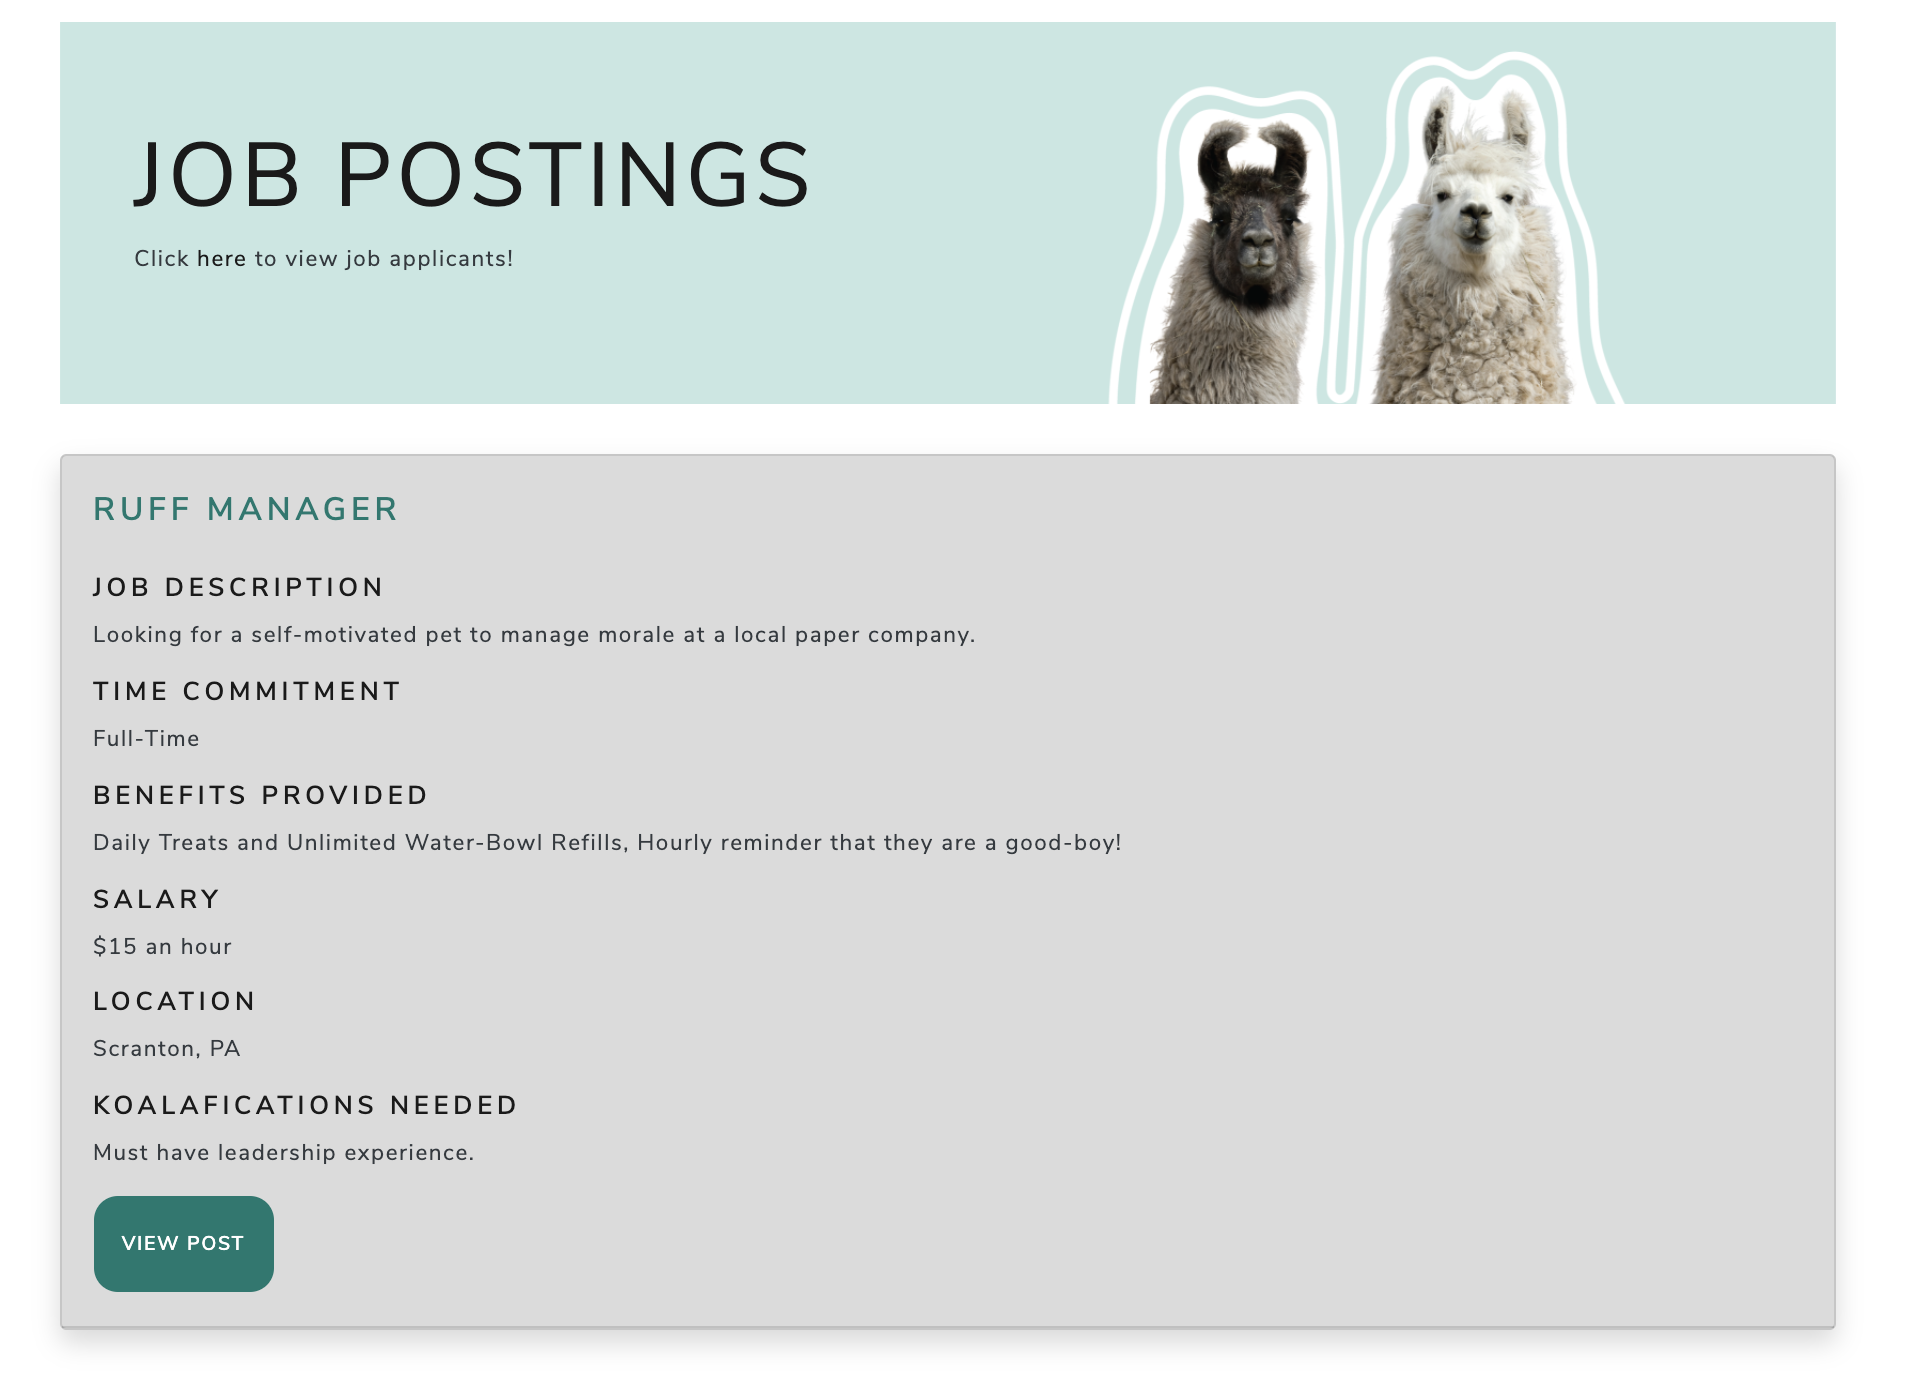 JOB POSTINGS
Click here to view job applicants!
RUFF MANAGER
JOB DESCRIPTION
Looking for a self-motivated pet to manage morale at a local paper company.
TIME COMMITMENT
Full-Time
BENEFITS PROVIDED
Daily Treats and Unlimited Water-Bowl Refills, Hourly reminder that they are a good-boy!
SALARY
$15 an hour
LOCATION
Scranton, PA
KOALAFICATIONS NEEDED
Must have leadership experience.
VIEW POST